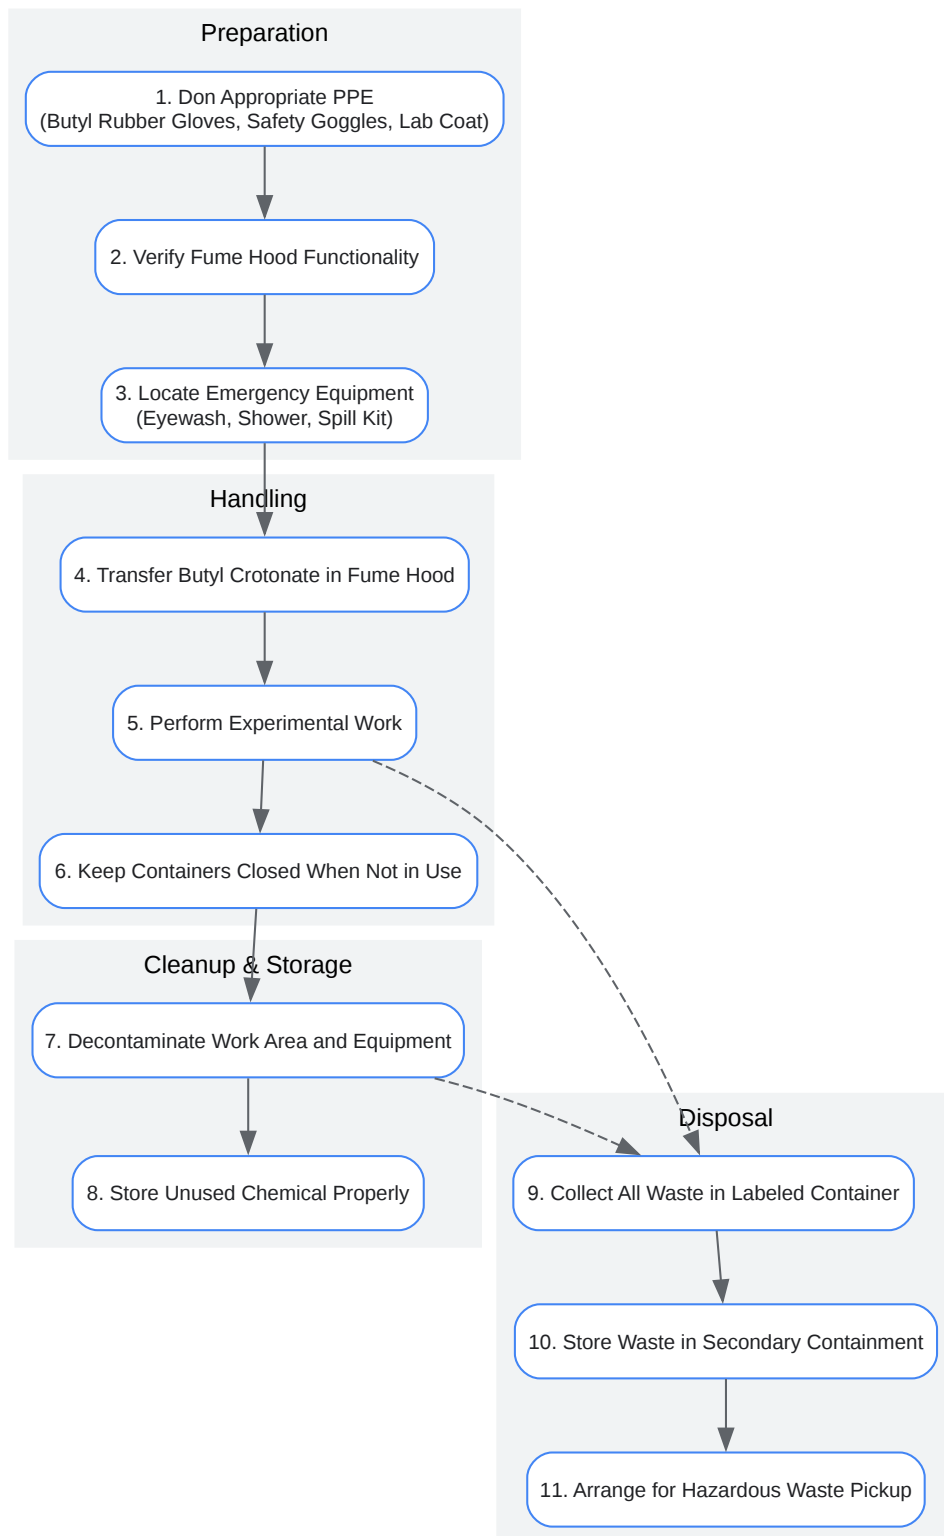 Preparation
1. Don Appropriate PPE
(Butyl Rubber Gloves, Safety Goggles, Lab Coat)
2. Verify Fume Hood Functionality
3. Locate Emergency Equipment
(Eyewash, Shower, Spill Kit)
Handling
4. Transfer Butyl Crotonate in Fume Hood
5. Perform Experimental Work
6. Keep Containers Closed When Not in Use
Cleanup & Storage
7. Decontaminate Work Area and Equipment
8. Store Unused Chemical Properly
Disposal
9. Collect All Waste in Labeled Container
10. Store Waste in Secondary Containment
11. Arrange for Hazardous Waste Pickup